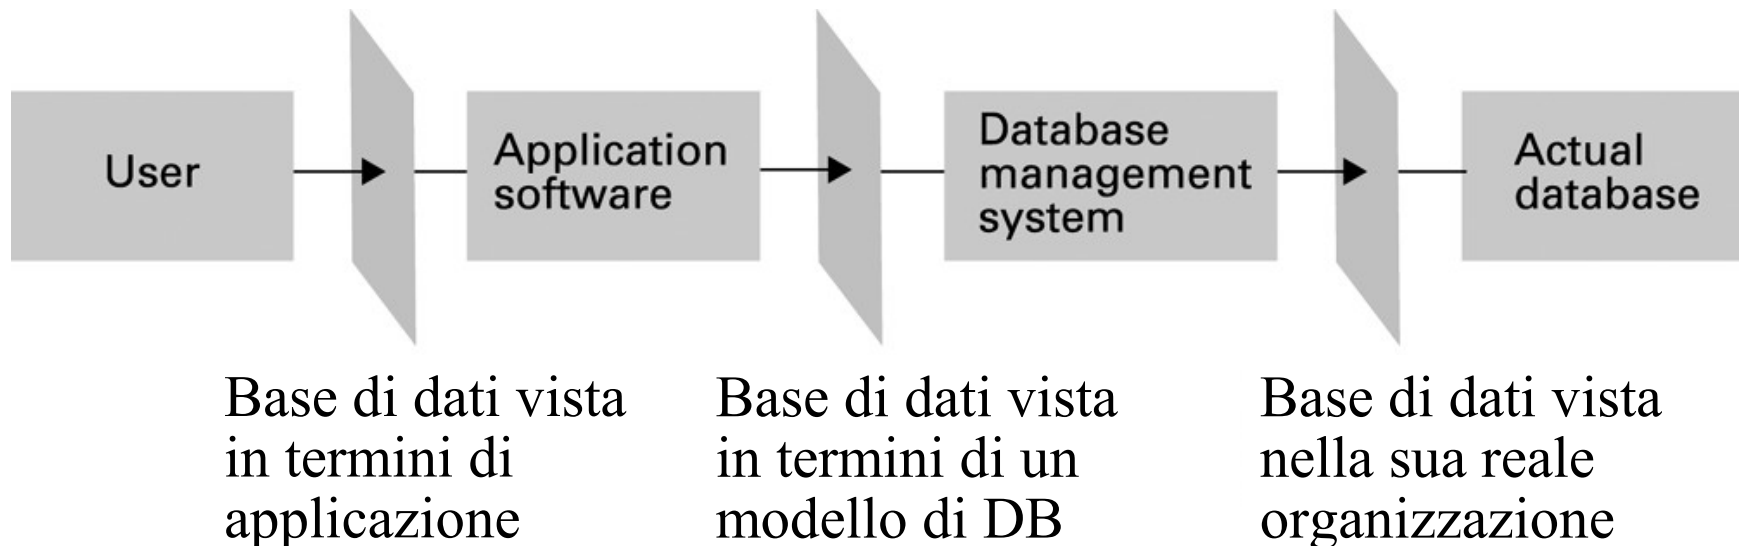 User
Application
software
Database
management
system
Actual
database
Base di dati vista
in termini di
applicazione
Base di dati vista
in termini di un
modello di DB
Base di dati vista
nella sua reale
organizzazione